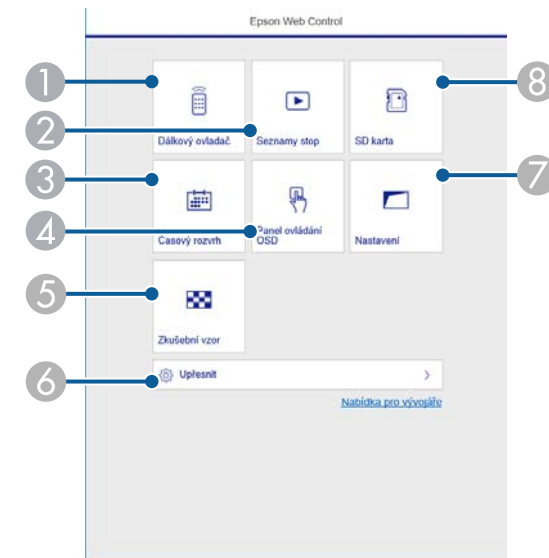 Epson Web Control
1
8
Dálkový ovladač
2
Seznamy stop
SD karta
3
7
Časový rozvrh
4
Panel ovládání
OSD
Nastavení
5
Zkušební vzor
6
Upřesnit
Nabídka pro vývojáře